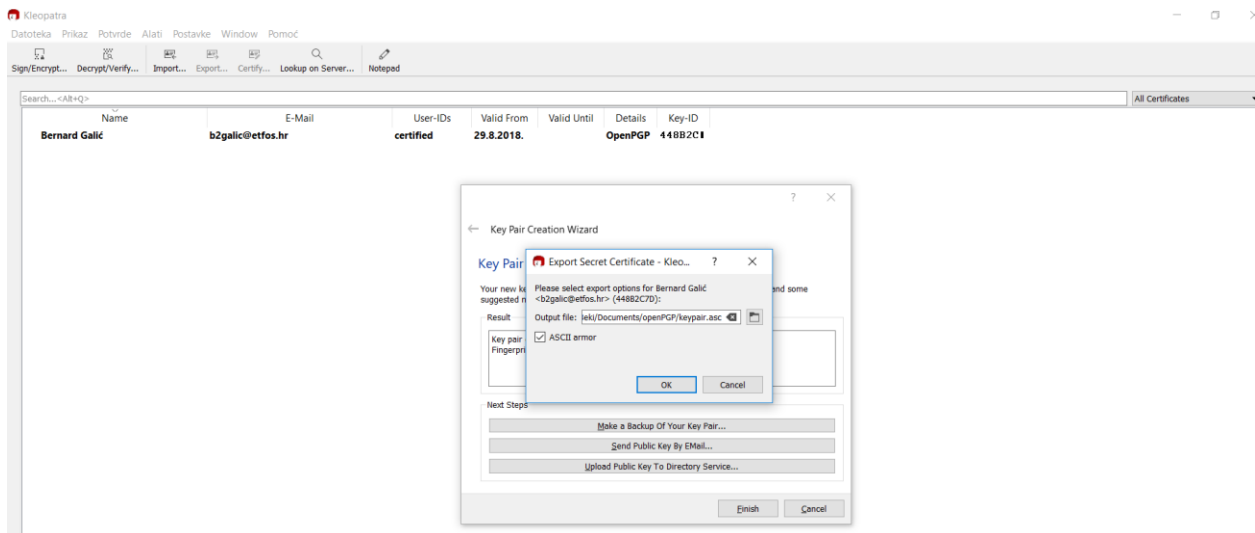 Kleopatra
Datoteka Prikaz Potvrde Alati Postavke Window Pomoć
Sign/Encrypt... Decrypt/Verify... Import... Export... Certify... Lookup on Server... Notepad
Search...<Alt+Q> All Certificates
Name E-Mail User-IDs Valid From Valid Until Details Key-ID
Bernard Galić b2galic@etfos.hr certified 29.8.2018. OpenPGP 448B2C
Key Pair Creation Wizard
Key Pair
Export Secret Certificate - Kleo...
Your new and some
suggested
Please select export options for Bernard Galić
<b2galic@etfos.hr> (448B2C7D):
Result
Output file: ieki/Documents/openPGP/keypair.asc
Key pair
Fingerpri
ASCII armor
OK Cancel
Next Steps
Make a Backup Of Your Key Pair...
Send Public Key By EMail...
Upload Public Key To Directory Service...
Finish Cancel